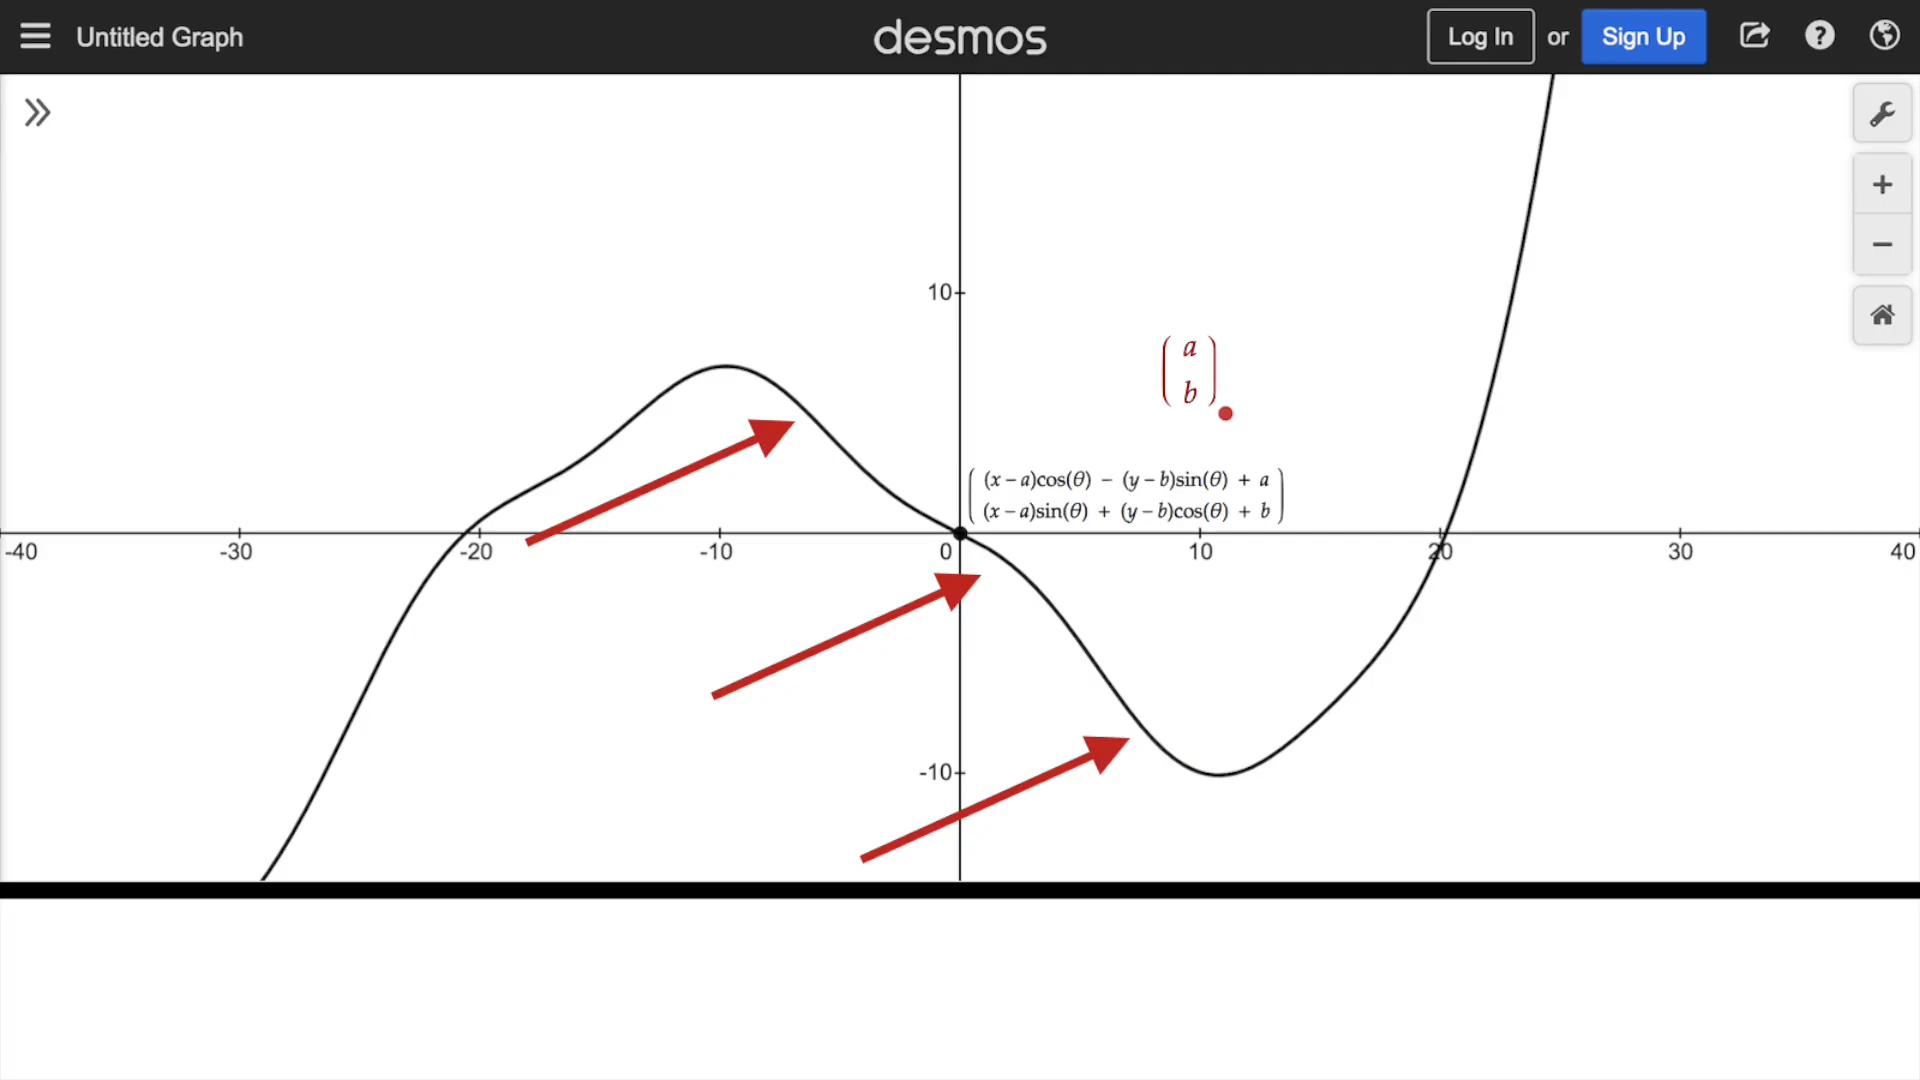 Untitled Graph
desmos
Log In or Sign Up
10
a
b
(x – a)cos(θ) – (y – b)sin(θ) + a
(x – a)sin(θ) + (y – b)cos(θ) + b
-40 -30 -20 -10 0 10 20 30 40
-10